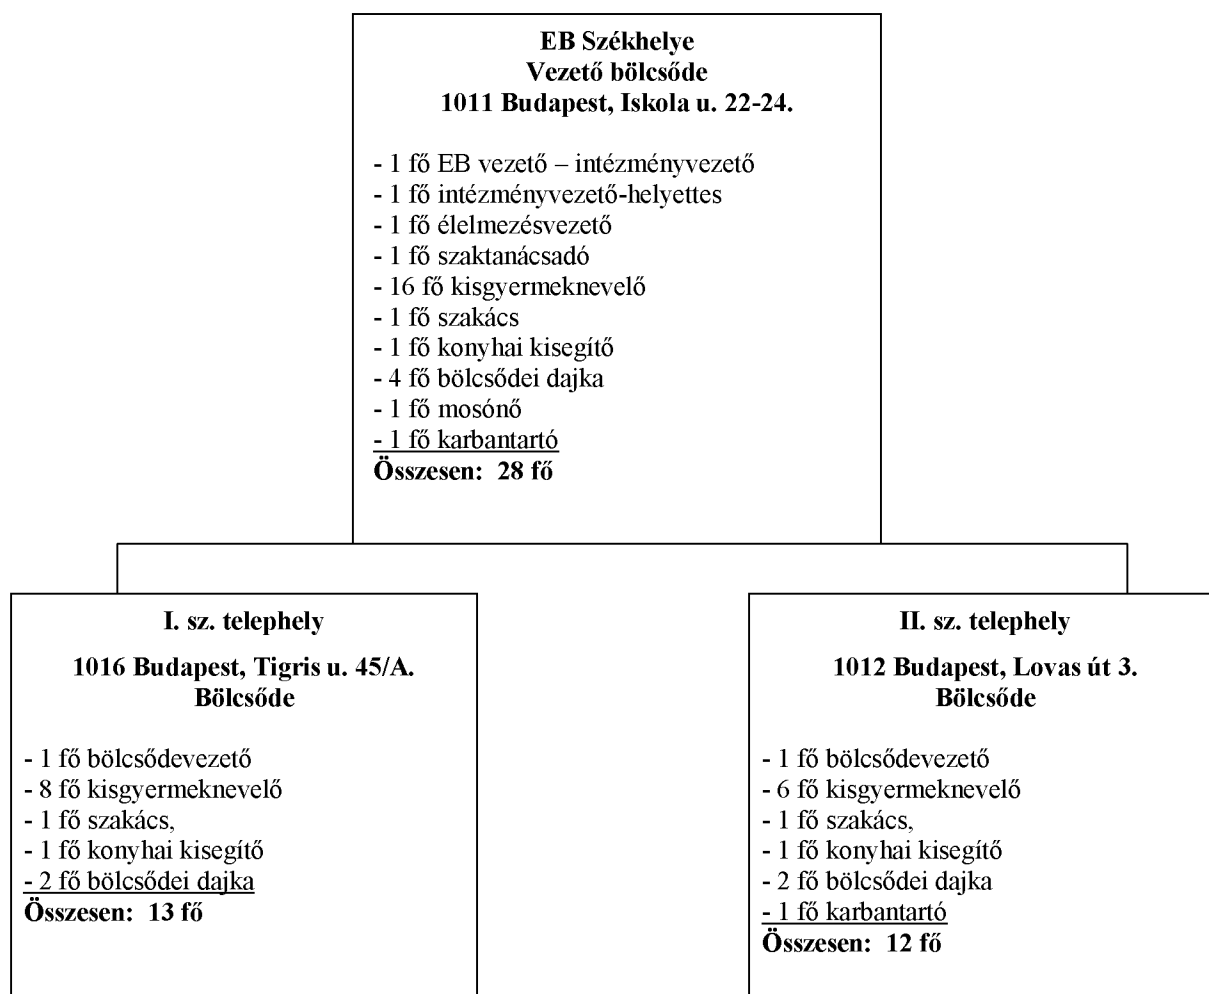 EB Székhelye
Vezető bölcsőde
1011 Budapest, Iskola u. 22-24.
- 1 fő EB vezető – intézményvezető
- 1 fő intézményvezető-helyettes
- 1 fő élelmezésvezető
- 1 fő szaktanácsadó
- 16 fő kisgyermeknevelő
- 1 fő szakács
- 1 fő konyhai kisegítő
- 4 fő bölcsődei dajka
- 1 fő mosónő
- 1 fő karbantartó
Összesen: 28 fő
I. sz. telephely
1016 Budapest, Tigris u. 45/A.
Bölcsőde
- 1 fő bölcsődevezető
- 8 fő kisgyermeknevelő
- 1 fő szakács,
- 1 fő konyhai kisegítő
- 2 fő bölcsődei dajka
Összesen: 13 fő
II. sz. telephely
1012 Budapest, Lovas út 3.
Bölcsőde
- 1 fő bölcsődevezető
- 6 fő kisgyermeknevelő
- 1 fő szakács,
- 1 fő konyhai kisegítő
- 2 fő bölcsődei dajka
- 1 fő karbantartó
Összesen: 12 fő